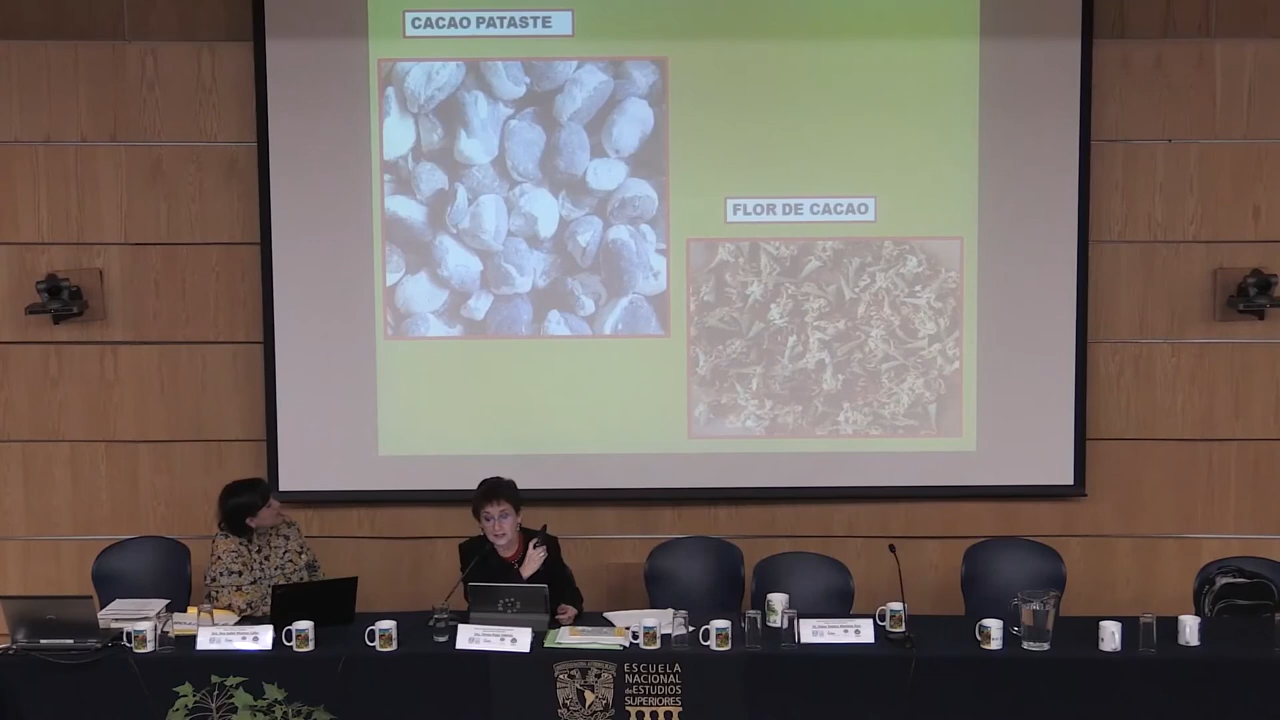 CACAO PATASTE
FLOR DE CACAO
ESCUELA
NACIONAL
de ESTUDIOS
SUPERIORES